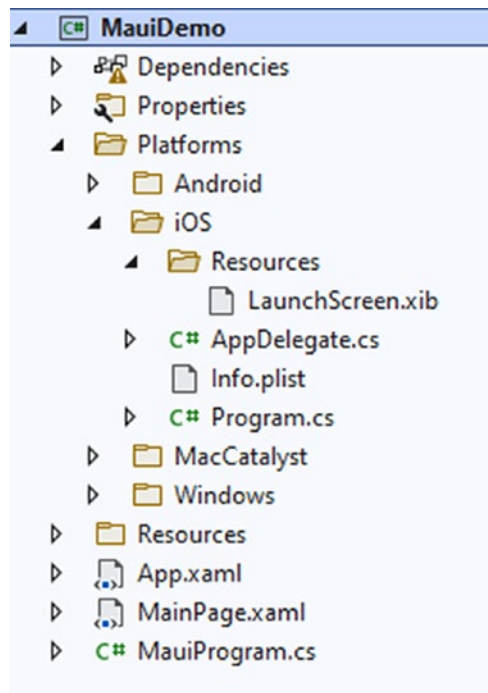 C# MauiDemo
Dependencies
Properties
Platforms
Android
iOS
Resources
LaunchScreen.xib
C# AppDelegate.cs
Info.plist
C# Program.cs
MacCatalyst
Windows
Resources
App.xaml
MainPage.xaml
C# MauiProgram.cs